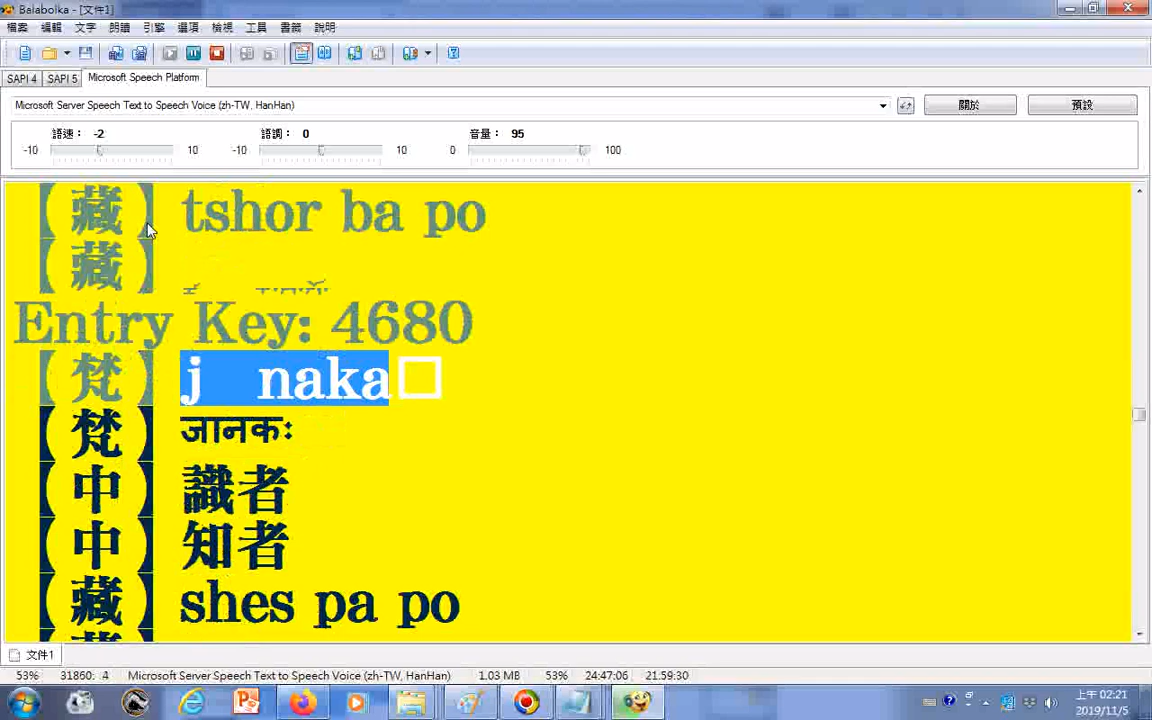 Balabolka - [文件1]
檔案 編輯 文字 朗讀 引擎 選項 檢視 工具 書籤 說明
SAPI 4 SAPI 5 Microsoft Speech Platform
Microsoft Server Speech Text to Speech Voice (zh-TW, HanHan) 關於 預設
語速： -2 語調： 0 音量： 95
-10 10 -10 10 0 100
【藏】 tshor ba po
【藏】
Entry Key: 4680
【梵】 j naka□
【梵】 जानकः
【中】 識者
【中】 知者
【藏】 shes pa po
文件1
53% 31860: 4 Microsoft Server Speech Text to Speech Voice (zh-TW, HanHan) 1.03 MB 53% 24:47:06 21:59:30
上午 02:21
2019/11/5